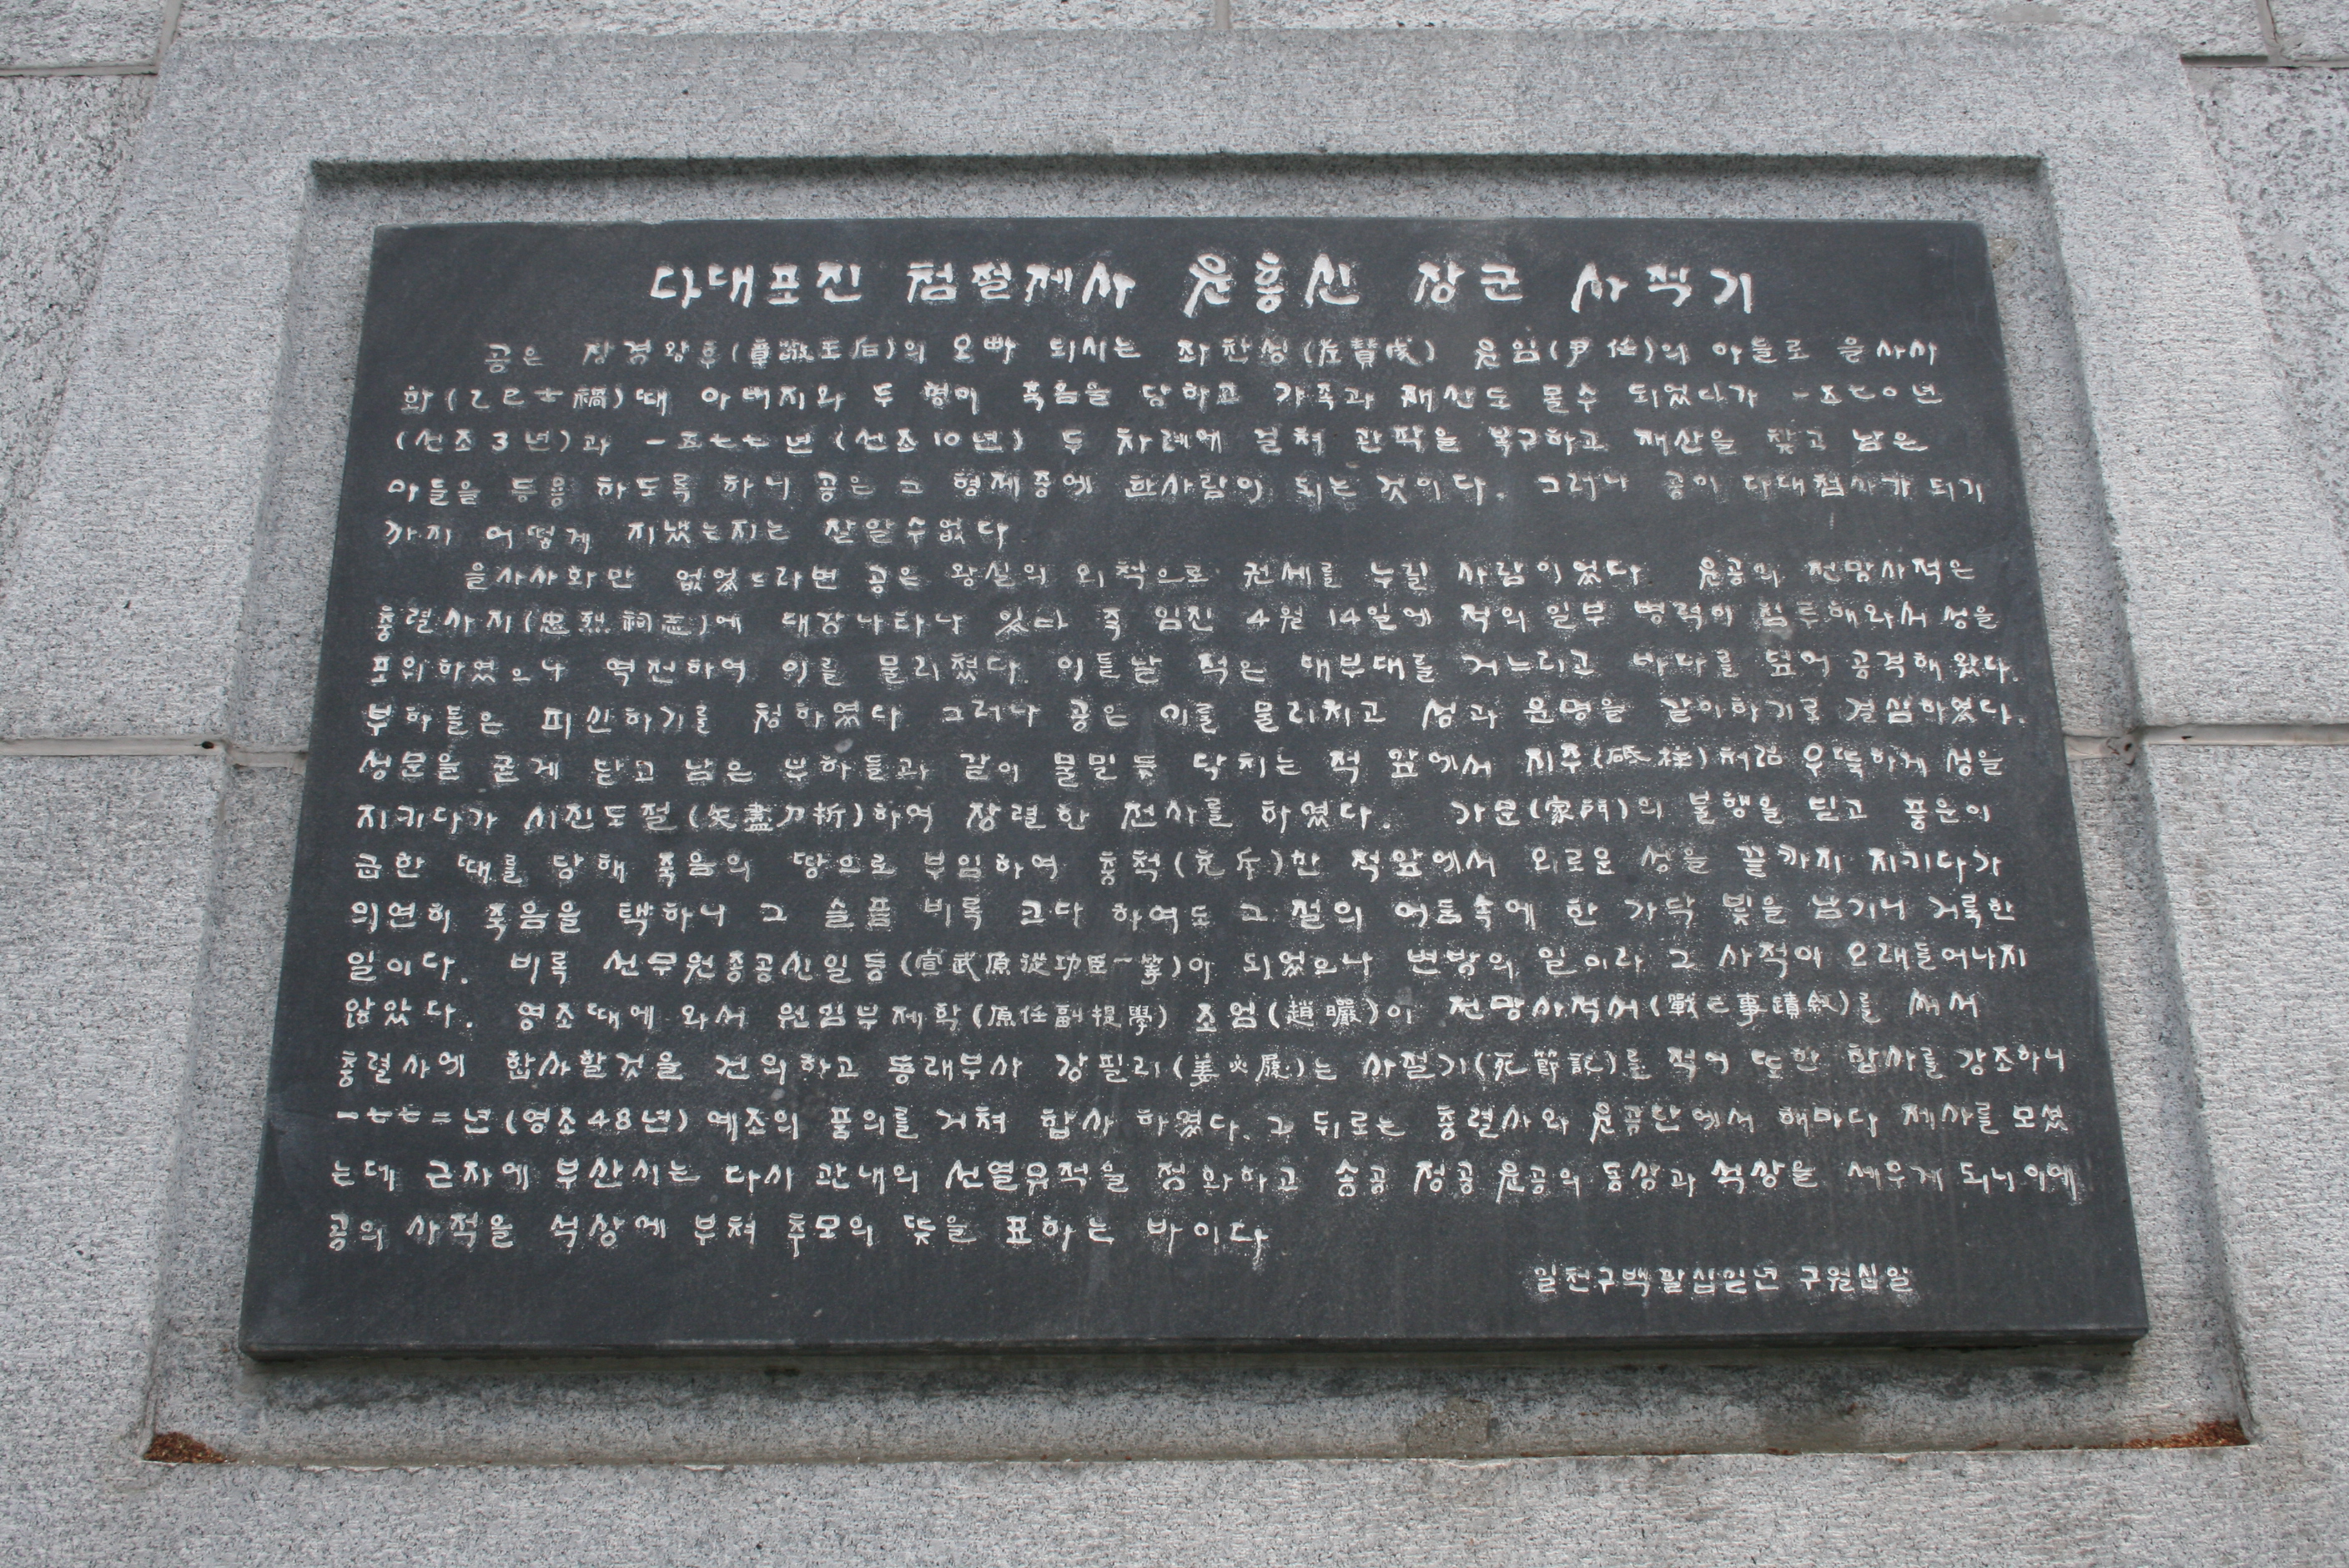 다대포진 첨절제사 윤흥신 장군 사적기
공은 장경왕후(章敬王后)의 오빠 되시는 좌찬성(左贊成) 윤임(尹任)의 아들로 을사사
화(乙巳士禍)때 아버지와 두 형이 혹화을 당하고 가족과 재산도 몰수 되었다가 一五七○년
(선조3년)과 一五七七년(선조10년) 두 차례에 걸쳐 관작을 복구하고 재산을 찾고 남은
아들을 등용 하도록 하니 공은 그 형제중에 한사람이 되는 것이다. 그러나 공이 다대첨사가 되기
까지 어떻게 지냈는지는 잘알수없다
을사사화만 없었드라면 공은 왕실의 외척으로 권세를 누릴 사람이었다 윤공의 전망사적은
충렬사지(忠烈祠志)에 대강나타나 있다 즉 임진 4월 14일에 적의 일부 병력이 침투해와서 성을
포위하였으나 역전하여 이를 물리쳤다 이튿날 적은 대부대를 거느리고 바다를 덮어 공격해 왔다.
부하들은 피신하기를 청하였다 그러나 공은 이를 물리치고 성과 운명을 같이하기로 결심하였다.
성문을 굳게 닫고 남은 부하들과 같이 물밀 듯 닥치는 적 앞에서 지주(砥柱)처럼 우뚝하게 성을
지키다가 시진도절(矢盡刀折)하여 장렬한 전사를 하였다. 가문(家門)의 불행을 딛고 풍운이
급한 때를 당해 죽음의 땅으로 부임하여 충척(充斥)한 적앞에서 외로운 성을 끝까지 지키다가
의연히 죽음을 택하니 그 슬픔 비록 크다 하여도 그 절의 어둠속에 한 가닥 빛을 남기니 거룩한
일이다. 비록 선무원종공신일등(宣武原從功臣一等)이 되었으나 변방의 일이라 그 사적이 오래들어나지
않았다. 영조때에 와서 원임부제학(原任副提學) 조엄(趙曮)이 전망사적서(戰亡事蹟敍)를 써서
충렬사에 합사할것을 건의하고 동래부사 강필리(姜必履)는 사절기(死節記)를 적어 또한 합사를 강조하니
一七七二년(영조48년) 예조의 품의를 거쳐 합사 하였다. 그 뒤로는 충렬사와 윤공단에서 해마다 제사를 모셨
는데 근자에 부산시는 다시 관내의 선열유적을 정화하고 송공 정공 윤공의 동상과 석상을 세우게 되니 이에
공의 사적을 석상에 부쳐 추모의 뜻을 표하는 바이다
일천구백팔십일년 구월십일